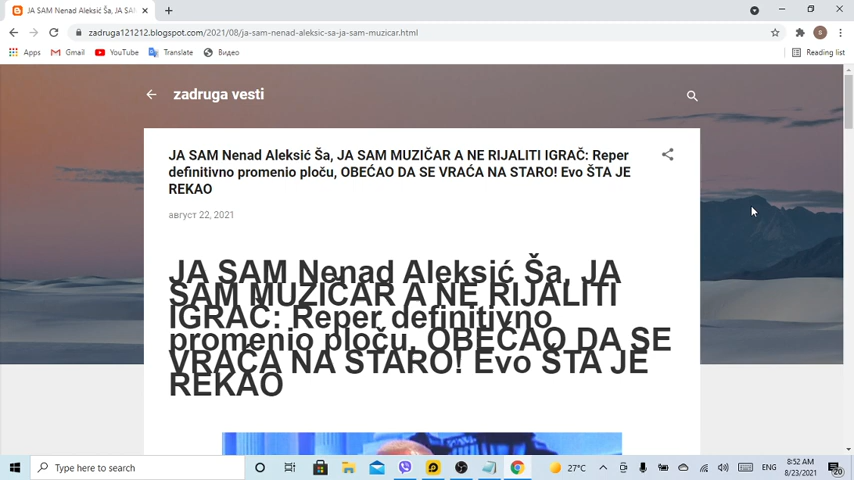 JA SAM Nenad Aleksić Ša, JA SAM
zadruga121212.blogspot.com/2021/08/ja-sam-nenad-aleksic-sa-ja-sam-muzicar.html
Apps Gmail YouTube Translate Видео Reading list
zadruga vesti
JA SAM Nenad Aleksić Ša, JA SAM MUZIČAR A NE RIJALITI IGRAČ: Reper
definitivno promenio ploču, OBEĆAO DA SE VRAĆA NA STARO! Evo ŠTA JE
REKAO
август 22, 2021
JA SAM Nenad Aleksić Ša, JA
SAM MUZIČAR A NE RIJALITI
IGRAČ: Reper definitivno
promenio ploču, OBEĆAO DA SE
VRAĆA NA STARO! Evo ŠTA JE
REKAO
Type here to search
27°C
ENG
8:52 AM
8/23/2021
20